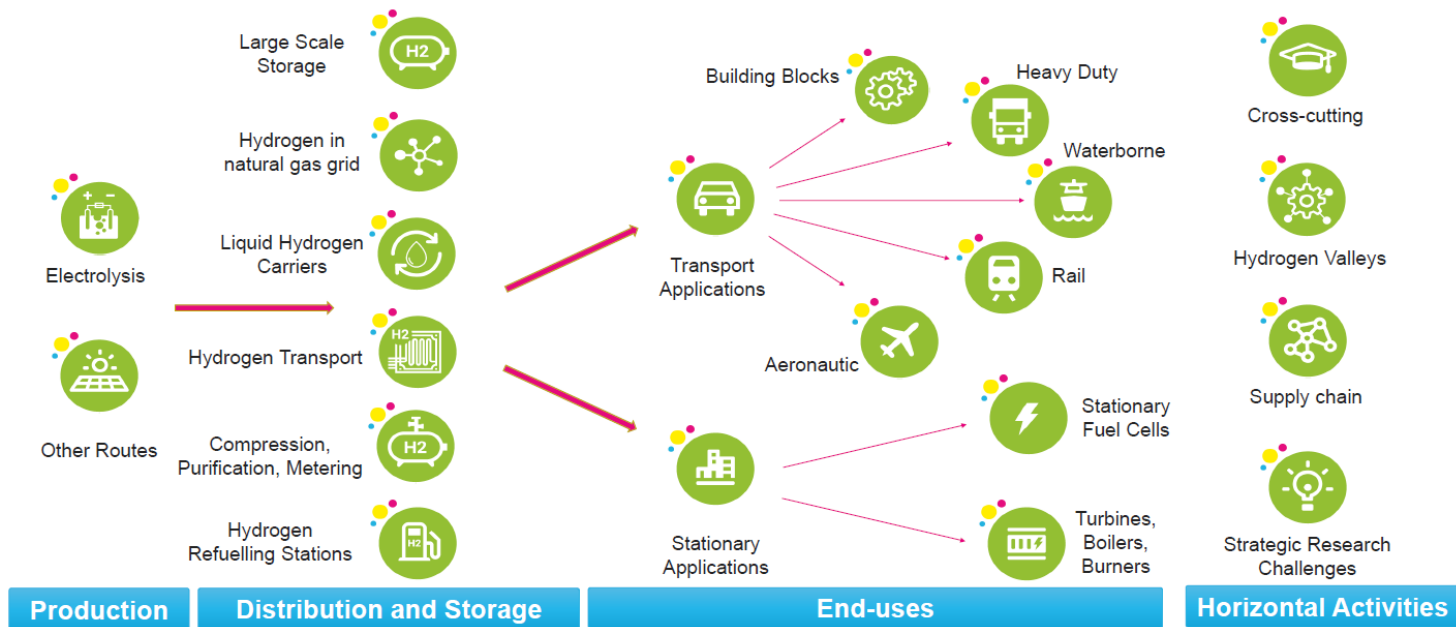 Large Scale
Storage
H2
Hydrogen in
natural gas grid
Electrolysis
Liquid Hydrogen
Carriers
Hydrogen Transport
H2
Other Routes
Compression,
Purification, Metering
H2
Hydrogen
Refuelling Stations
H2
Building Blocks
Heavy Duty
Waterborne
Transport
Applications
Rail
Aeronautic
Stationary
Fuel Cells
Stationary
Applications
Turbines,
Boilers,
Burners
Cross-cutting
Hydrogen Valleys
Supply chain
Strategic Research
Challenges
Production
Distribution and Storage
End-uses
Horizontal Activities